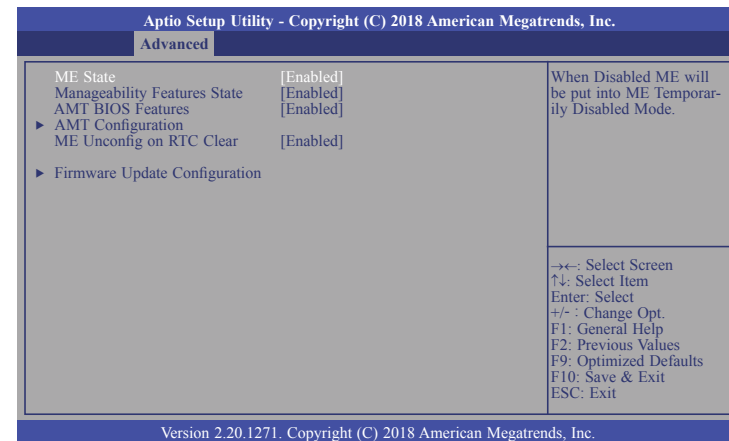 Aptio Setup Utility - Copyright (C) 2018 American Megatrends, Inc.
Advanced
ME State [Enabled]
Manageability Features State [Enabled]
AMT BIOS Features [Enabled]
▶ AMT Configuration
ME Unconfig on RTC Clear [Enabled]
▶ Firmware Update Configuration
When Disabled ME will
be put into ME Temporar-
ily Disabled Mode.
→←: Select Screen
↑↓: Select Item
Enter: Select
+/- : Change Opt.
F1: General Help
F2: Previous Values
F9: Optimized Defaults
F10: Save & Exit
ESC: Exit
Version 2.20.1271. Copyright (C) 2018 American Megatrends, Inc.